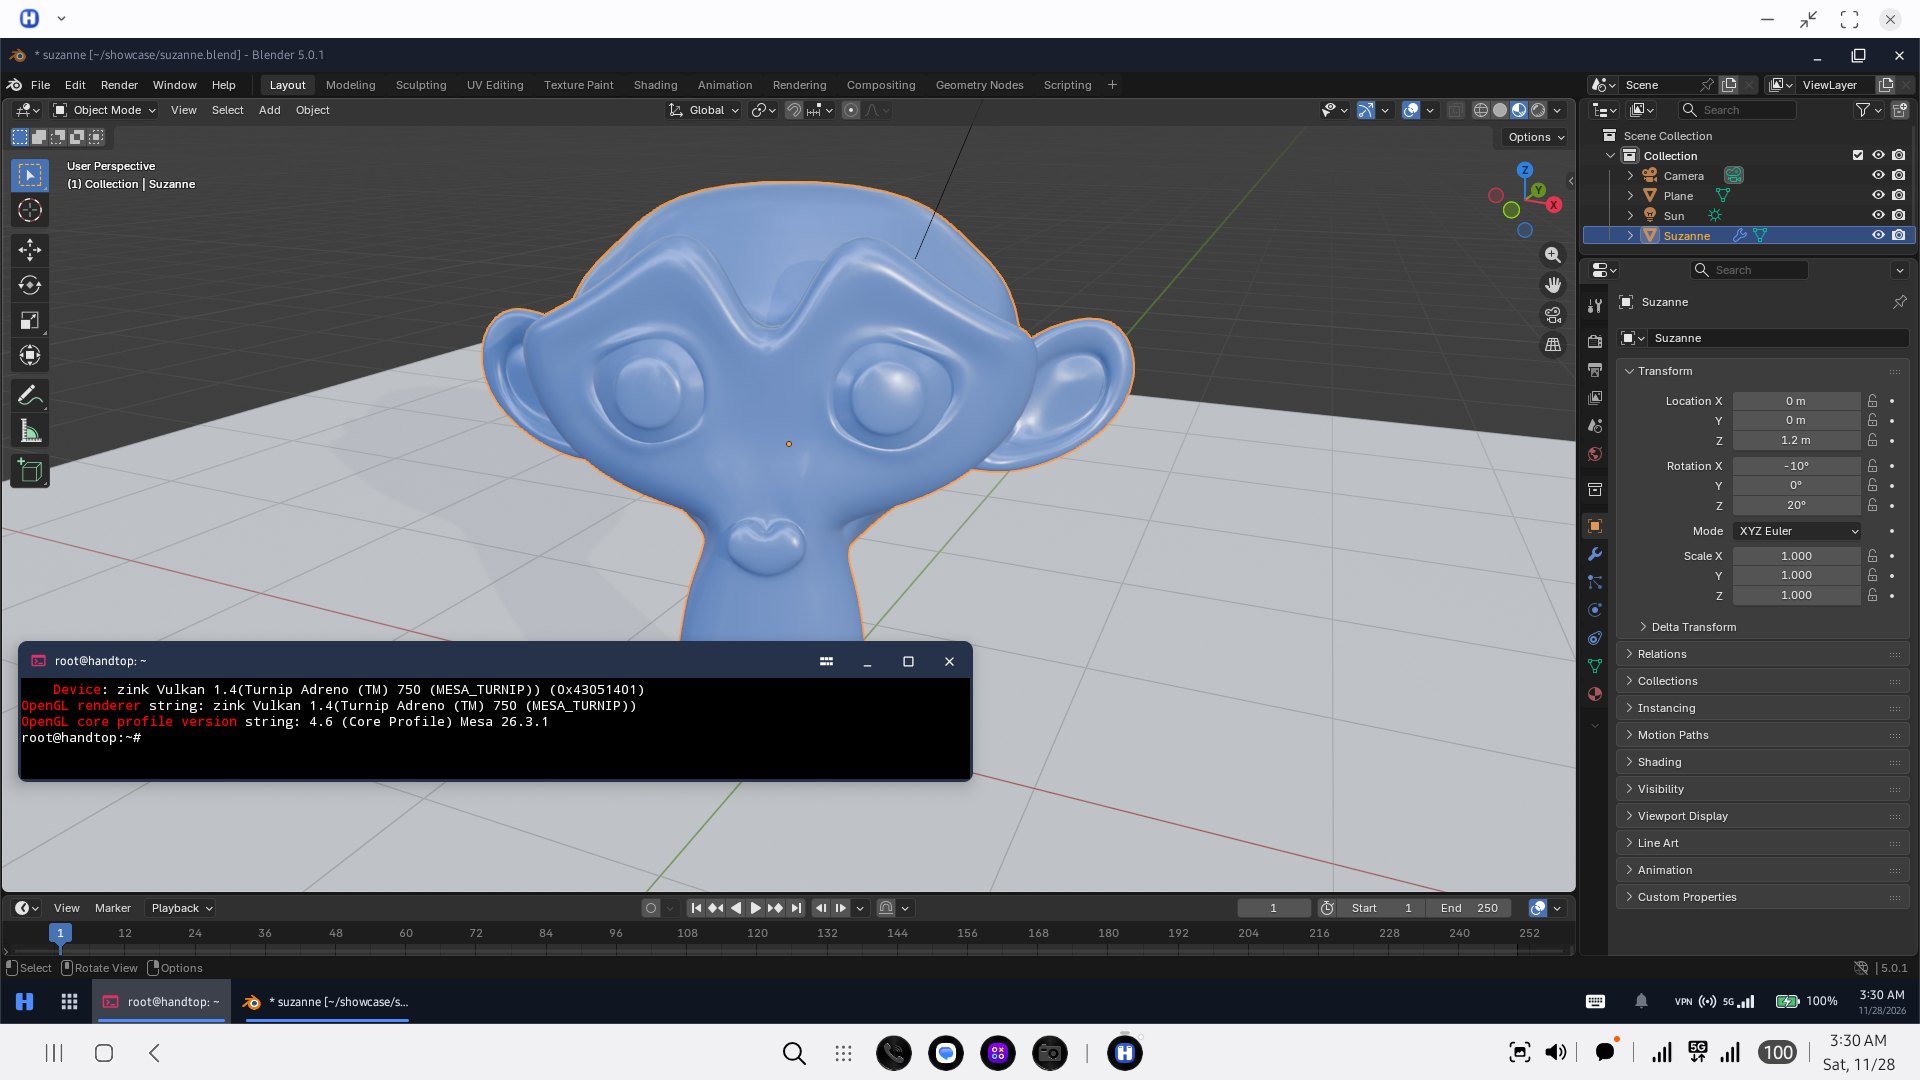 * suzanne [~/showcase/suzanne.blend] - Blender 5.0.1
File Edit Render Window Help Layout Modeling Sculpting UV Editing Texture Paint Shading Animation Rendering Compositing Geometry Nodes Scripting + Scene ViewLayer
Object Mode View Select Add Object Global Search
Options
User Perspective
(1) Collection | Suzanne
Z
Y
X
Scene Collection
Collection
Camera
Plane
Sun
Suzanne
Search
Suzanne
Suzanne
Transform
Location X 0 m
Y 0 m
Z 1.2 m
Rotation X -10°
Y 0°
Z 20°
Mode XYZ Euler
Scale X 1.000
Y 1.000
Z 1.000
Delta Transform
Relations
Collections
Instancing
Motion Paths
Shading
Visibility
Viewport Display
Line Art
Animation
Custom Properties
root@handtop: ~
Device: zink Vulkan 1.4(Turnip Adreno (TM) 750 (MESA_TURNIP)) (0x43051401)
OpenGL renderer string: zink Vulkan 1.4(Turnip Adreno (TM) 750 (MESA_TURNIP))
OpenGL core profile version string: 4.6 (Core Profile) Mesa 26.3.1
root@handtop:~#
View Marker Playback 1 Start 1 End 250
1 12 24 36 48 60 72 84 96 108 120 132 144 156 168 180 192 204 216 228 240 252
Select Rotate View Options 5.0.1
H root@handtop: ~ * suzanne [~/showcase/s... VPN 5G 100% 3:30 AM
11/28/2026
H 5G 100 3:30 AM
Sat, 11/28